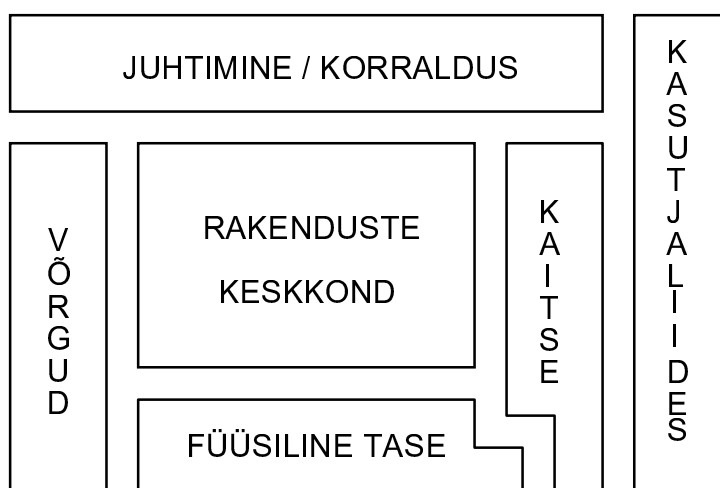 JUHTIMINE / KORRALDUS
VÕRGUD
RAKENDUSTE
KESKKOND
KAITSE
FÜÜSILINE TASE
KASUTJALIIDES